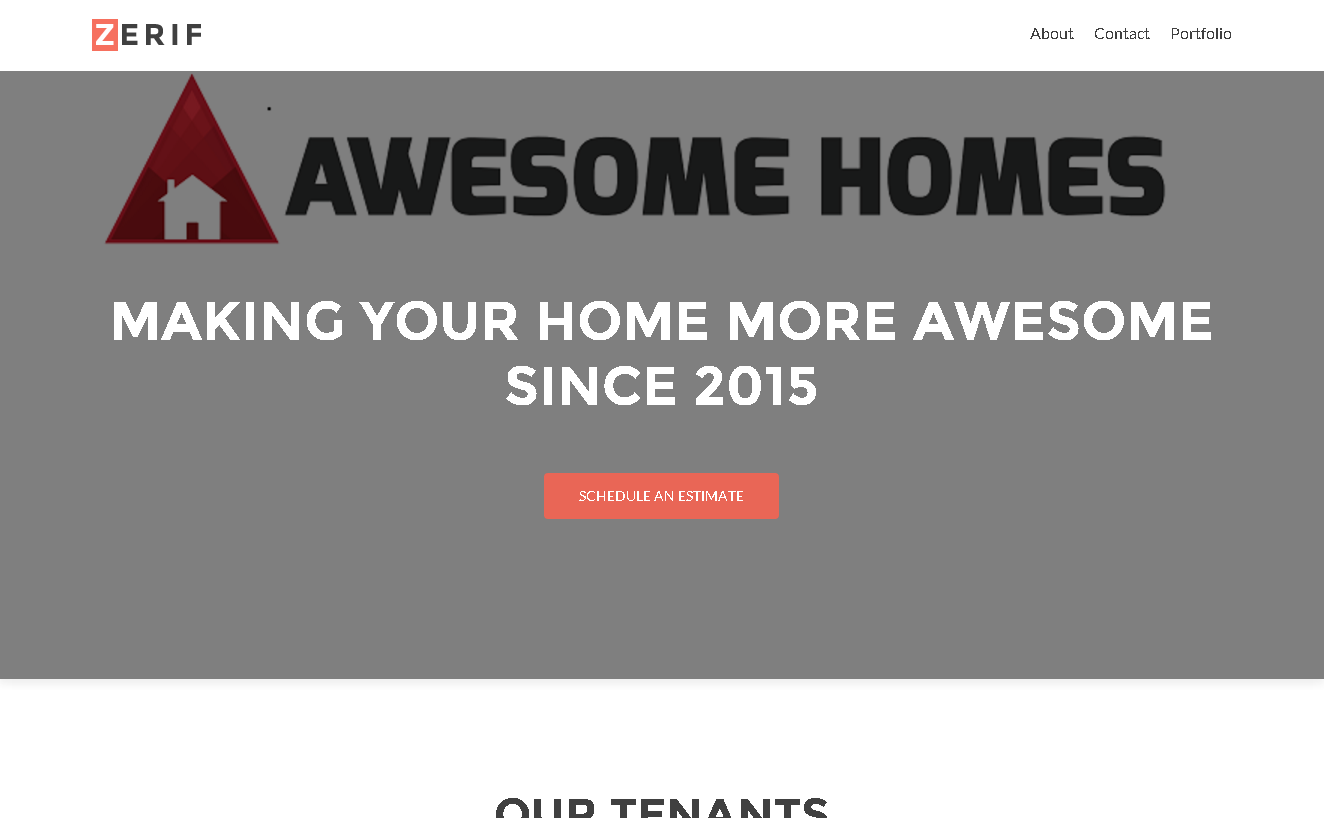 ZERIF
About Contact Portfolio
AWESOME HOMES
MAKING YOUR HOME MORE AWESOME
SINCE 2015
SCHEDULE AN ESTIMATE
OUR TENANTS